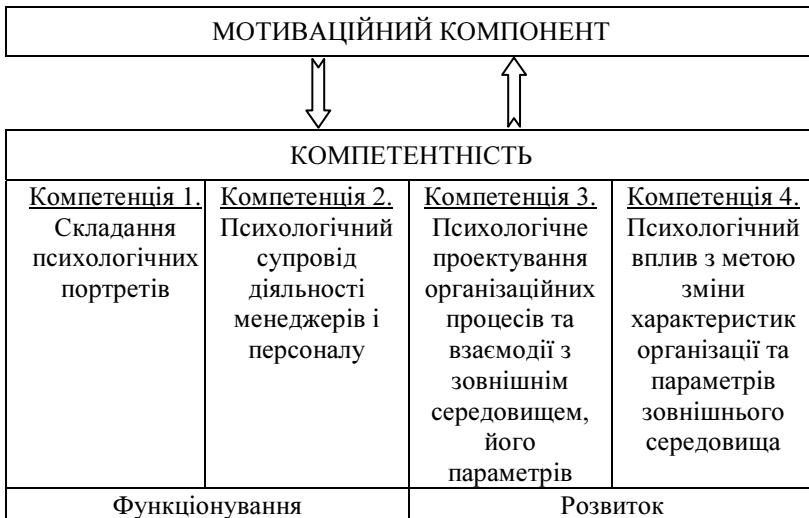 МОТИВАЦІЙНИЙ КОМПОНЕНТ
КОМПЕТЕНТНІСТЬ
Компетенція 1.
Складання
психологічних
портретів
Компетенція 2.
Психологічний
супровід
діяльності
менеджерів і
персоналу
Компетенція 3.
Психологічне
проектування
організаційних
процесів та
взаємодії з
зовнішнім
середовищем,
його
параметрів
Компетенція 4.
Психологічний
вплив з метою
зміни
характеристик
організації та
параметрів
зовнішнього
середовища
Функціонування
Розвиток